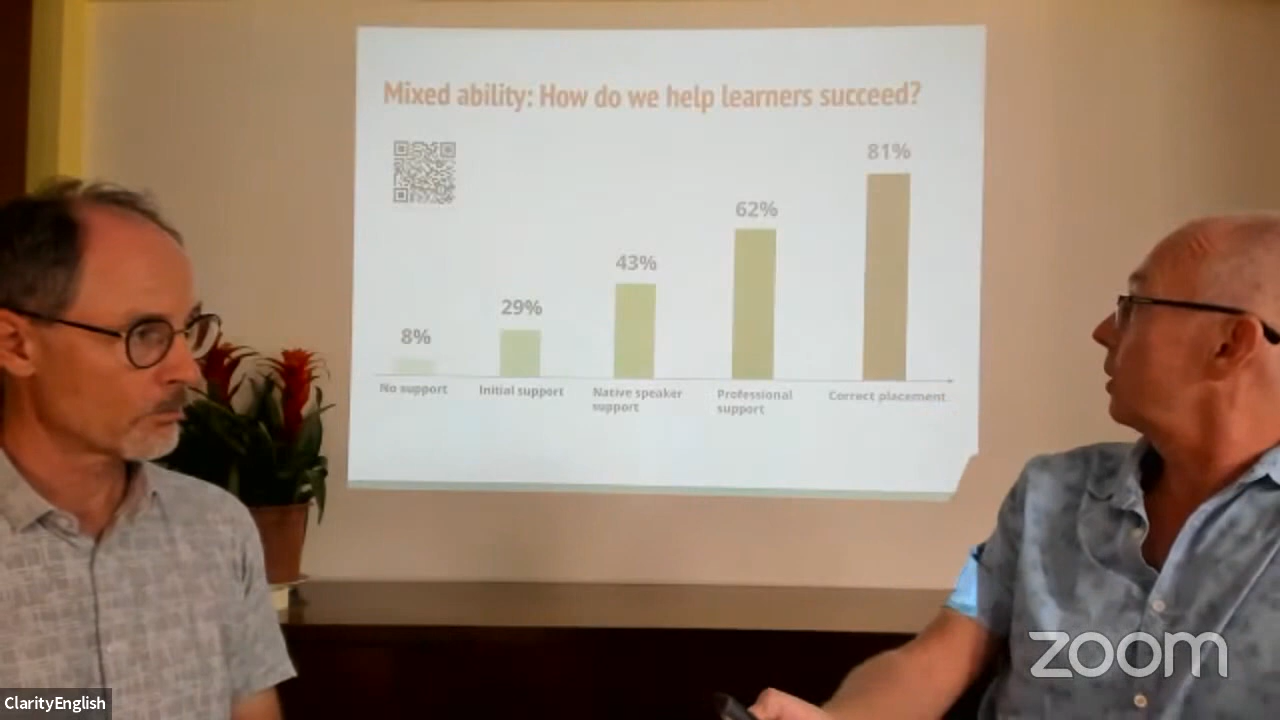 Mixed ability: How do we help learners succeed?
81%
62%
43%
29%
8%
No support
Initial support
Native speaker
support
Professional
support
Correct placement
zoom
ClarityEnglish